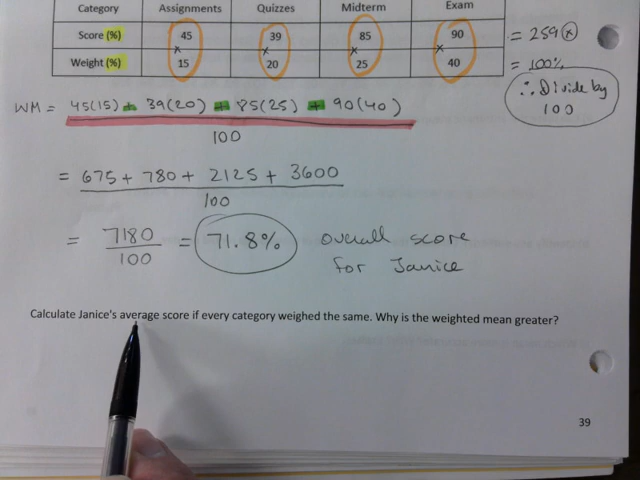 Category Assignments Quizzes Midterm Exam
Score (%) 45 39 85 90 = 259 ⓧ
× × × ×
Weight (%) 15 20 25 40 = 100%
∴ Divide by
100
WM = 45(15) + 39(20) + 85(25) + 90(40)
100
= 675 + 780 + 2125 + 3600
100
= 7180 = 71.8% overall score
100 for Janice
Calculate Janice's average score if every category weighed the same. Why is the weighted mean greater?
39